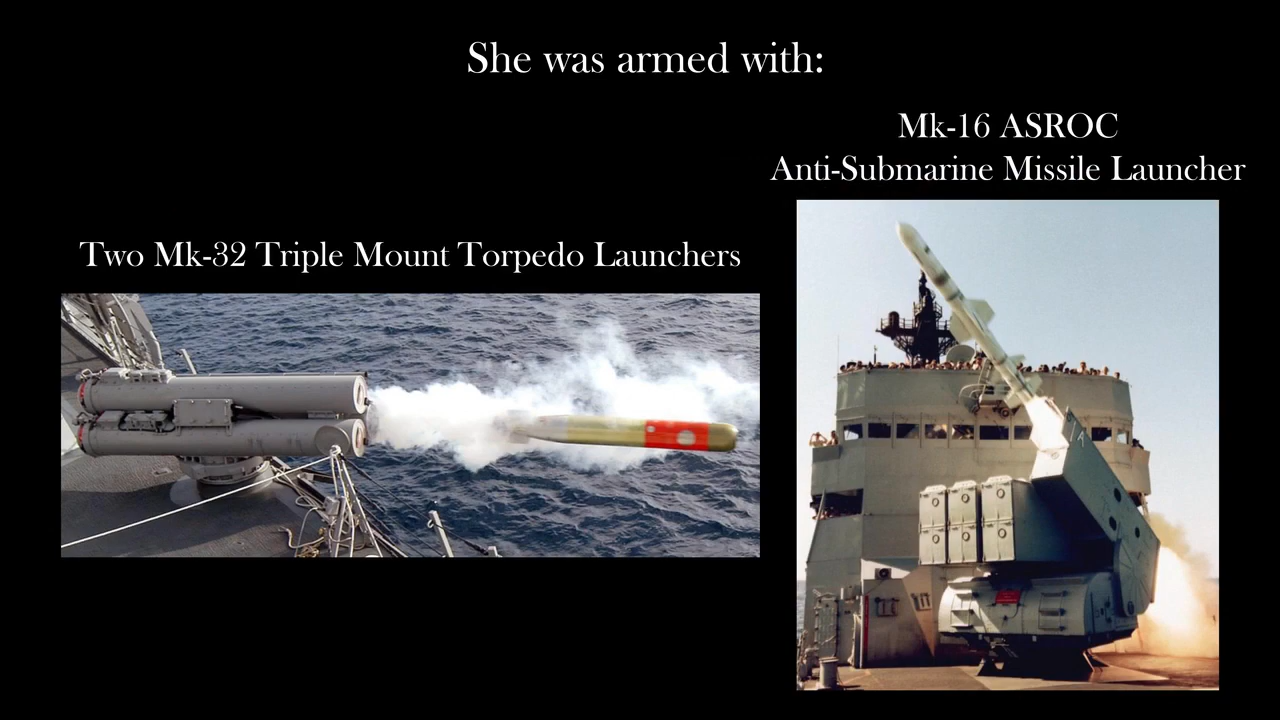 She was armed with:
Mk-16 ASROC
Anti-Submarine Missile Launcher
Two Mk-32 Triple Mount Torpedo Launchers